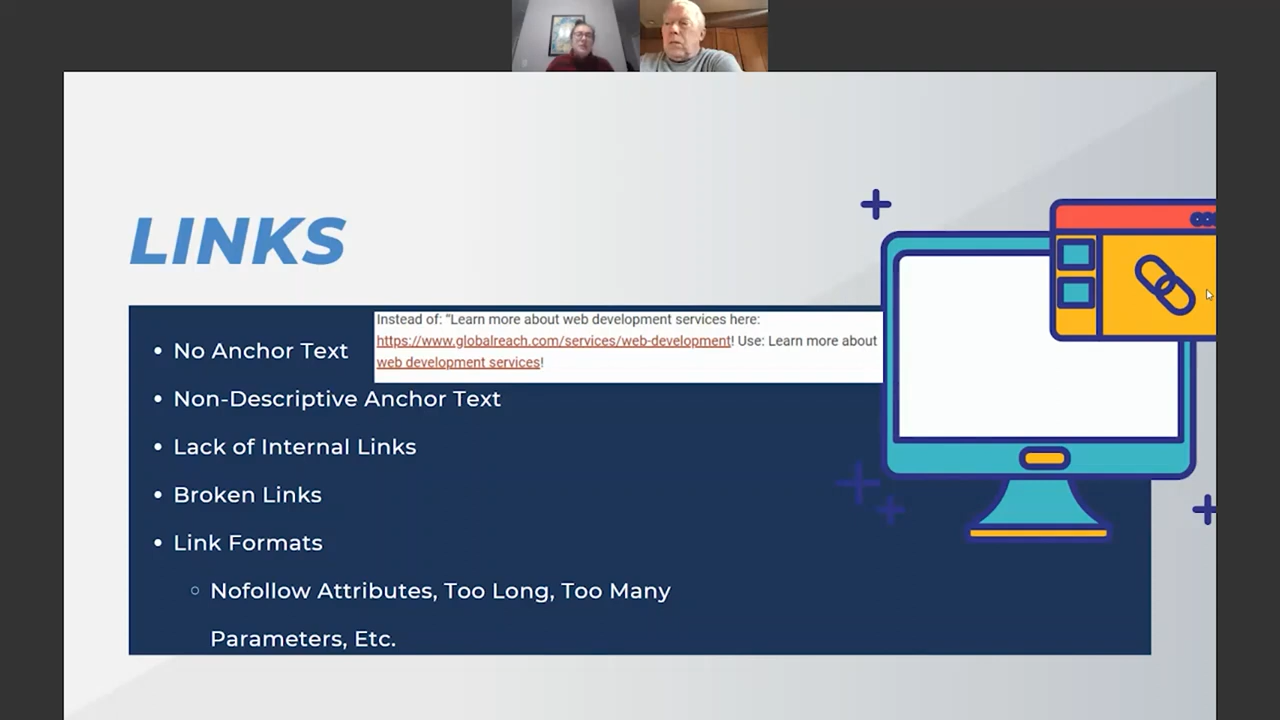 LINKS
• No Anchor Text
Instead of: "Learn more about web development services here:
https://www.globalreach.com/services/web-development! Use: Learn more about
web development services!
• Non-Descriptive Anchor Text
• Lack of Internal Links
• Broken Links
• Link Formats
○ Nofollow Attributes, Too Long, Too Many
Parameters, Etc.